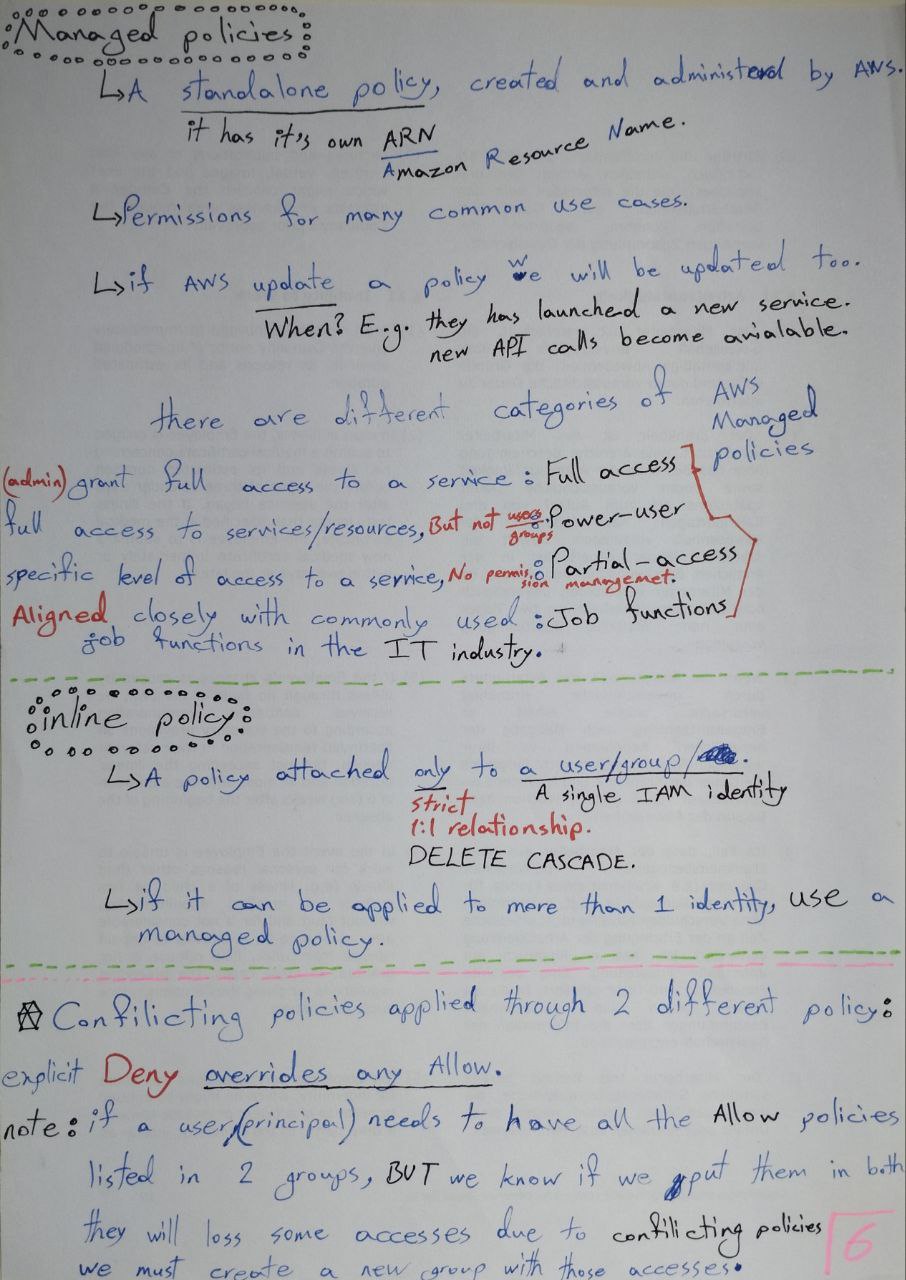 Managed policies
↳A standalone policy, created and administerd by AWS.
it has it's own ARN
Amazon Resource Name.
↳Permissions for many common use cases.
↳if AWS update a policy we will be updated too.
When? E.g. they has launched a new service.
new API calls become avialable.
there are different categories of AWS
Managed
policies
(admin) grant full access to a service : Full access
full access to services/resources, But not users : Power-user
groups
specific level of access to a service, No permis : Partial-access
sion managemet.
Aligned closely with commonly used : Job functions
job functions in the IT industry.
inline policy
↳A policy attached only to a user/group/
strict A single IAM identity
1:1 relationship.
DELETE CASCADE.
↳if it can be applied to more than 1 identity, use a
managed policy.
Confilicting policies applied through 2 different policy:
explicit Deny overrides any Allow.
note: if a user(principal) needs to have all the Allow policies
listed in 2 groups, BUT we know if we put them in both
they will loss some accesses due to confilicting policies
we must create a new group with those accesses.
6